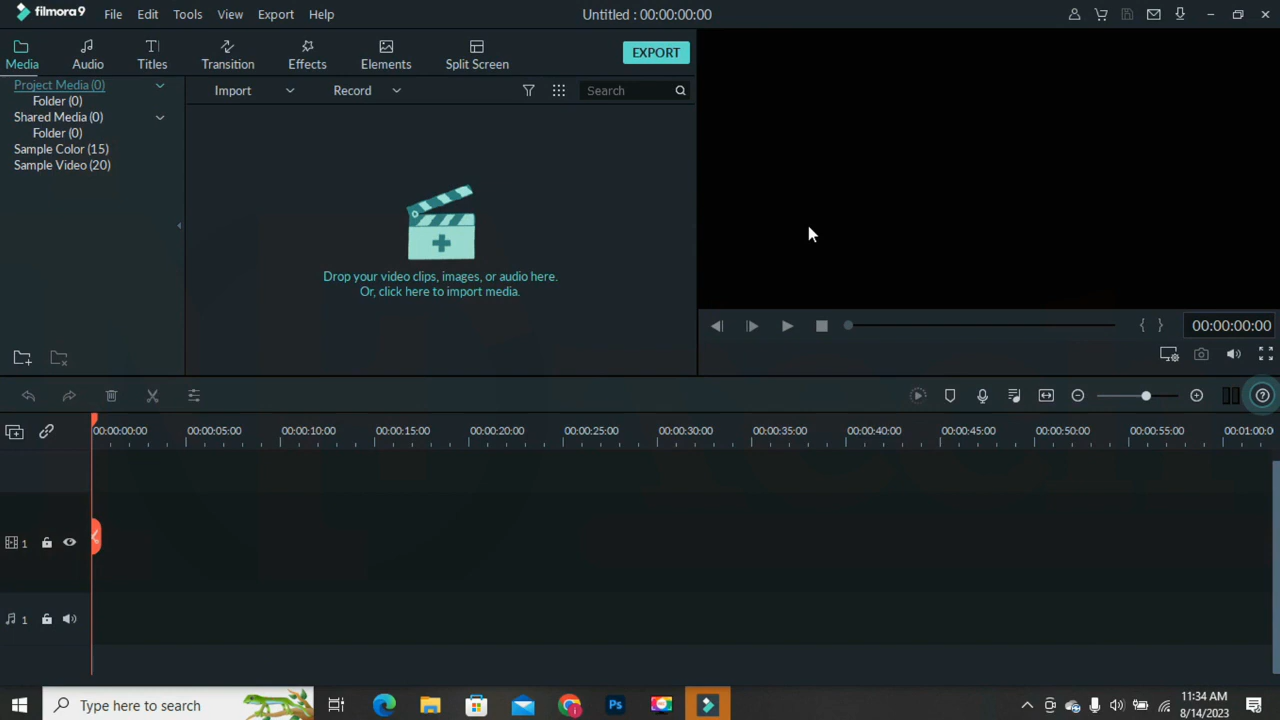 filmora9 File Edit Tools View Export Help Untitled : 00:00:00:00
Media Audio Titles Transition Effects Elements Split Screen EXPORT
Project Media (0)
Folder (0)
Shared Media (0)
Folder (0)
Sample Color (15)
Sample Video (20)
Import Record Search
Drop your video clips, images, or audio here.
Or, click here to import media.
00:00:00:00
00:00:00:00 00:00:05:00 00:00:10:00 00:00:15:00 00:00:20:00 00:00:25:00 00:00:30:00 00:00:35:00 00:00:40:00 00:00:45:00 00:00:50:00 00:00:55:00 00:01:00:0
1
1
Type here to search
Ps
11:34 AM
8/14/2023